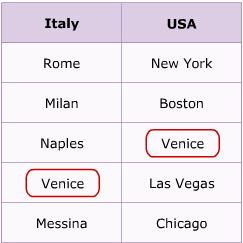 Italy USA
Rome New York
Milan Boston
Naples Venice
Venice Las Vegas
Messina Chicago